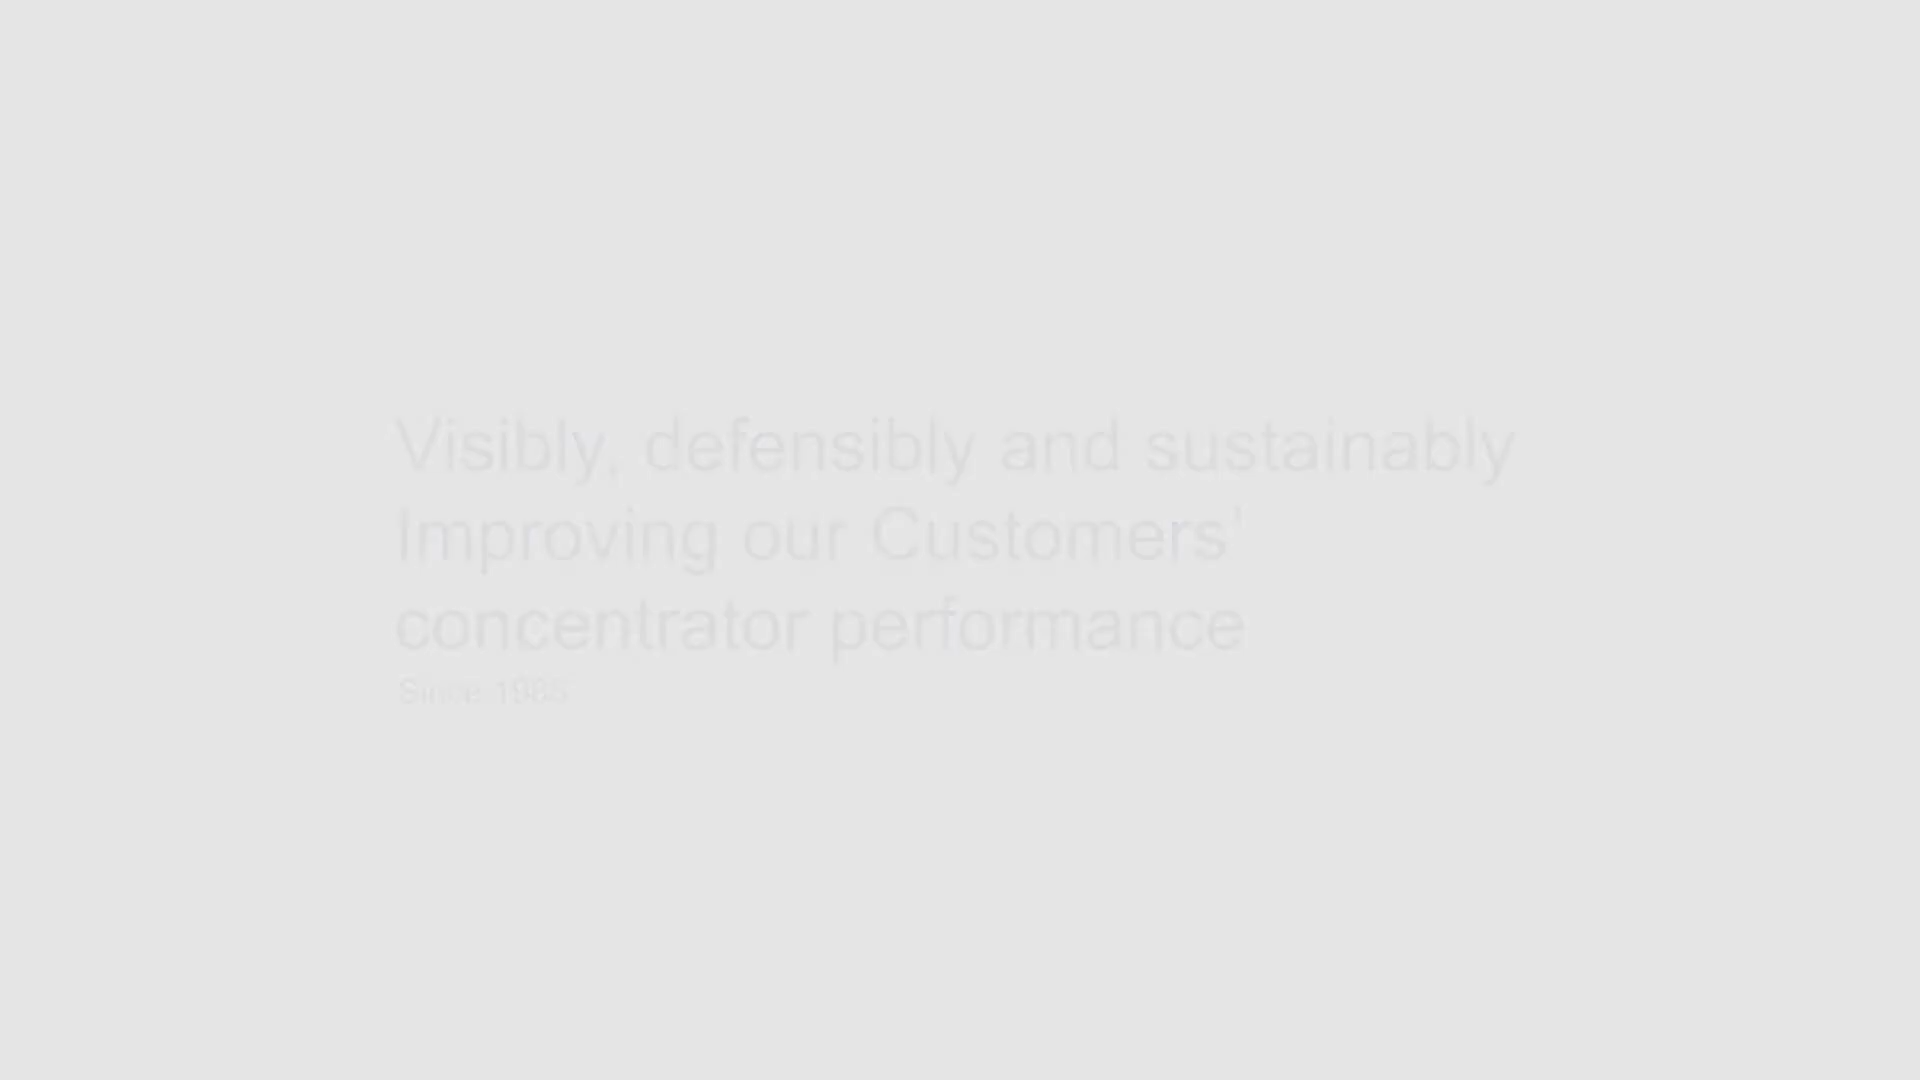 Visibly, defensibly and sustainably
Improving our Customers'
concentrator performance
Since 1985